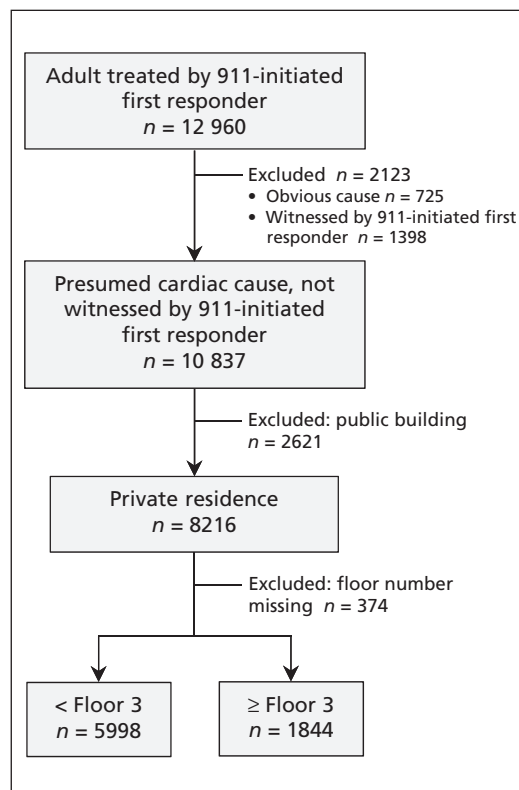 Adult treated by 911-initiated
first responder
n = 12 960
Excluded n = 2123
• Obvious cause n = 725
• Witnessed by 911-initiated first
responder n = 1398
Presumed cardiac cause, not
witnessed by 911-initiated
first responder
n = 10 837
Excluded: public building
n = 2621
Private residence
n = 8216
Excluded: floor number
missing n = 374
< Floor 3
n = 5998
≥ Floor 3
n = 1844